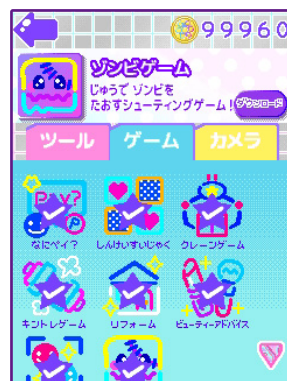 99960
ゾンビゲーム
じゅうで ゾンビを
たおすシューティングゲーム!
ダウンロード
ツール ゲーム カメラ
Pay?
P
なにペイ? しんけいすいじゃく クレーンゲーム
キントレゲーム リフォーム ビューティーアドバイス